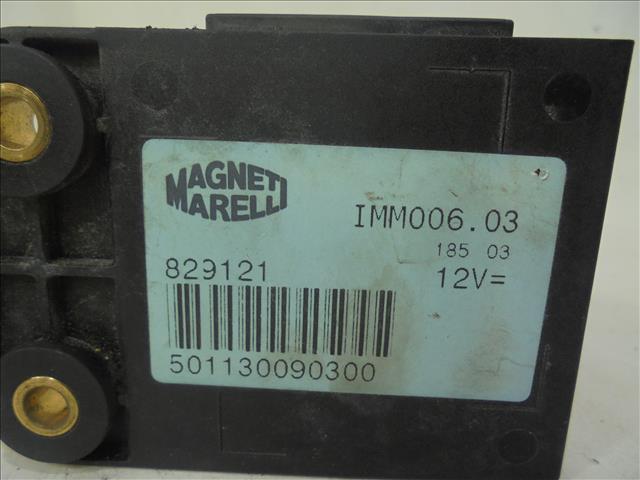 MAGNETI
MARELLI
IMM006.03
185 03
829121
12V=
501130090300